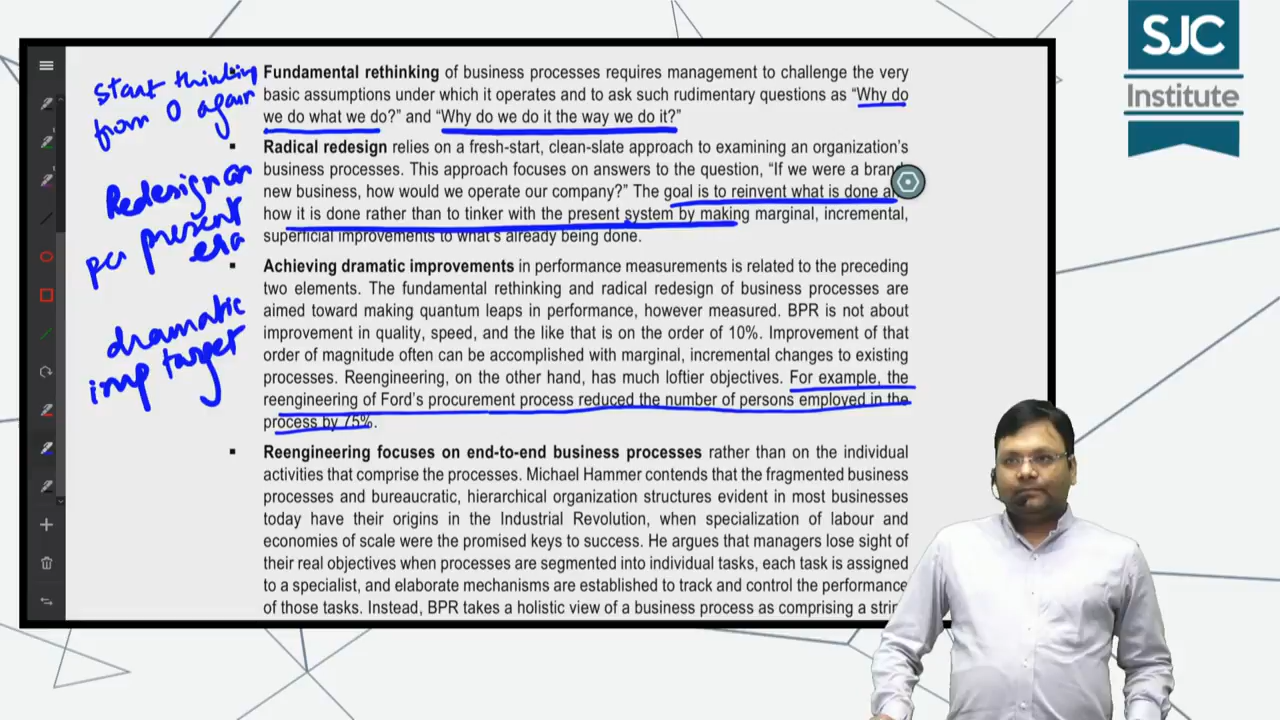 SJC
Institute
start thinking
from 0 again
Redesign as
per present
era
dramatic
imp target
Fundamental rethinking of business processes requires management to challenge the very
basic assumptions under which it operates and to ask such rudimentary questions as “Why do
we do what we do?” and “Why do we do it the way we do it?”
▪ Radical redesign relies on a fresh-start, clean-slate approach to examining an organization’s
business processes. This approach focuses on answers to the question, “If we were a brand
new business, how would we operate our company?” The goal is to reinvent what is done
how it is done rather than to tinker with the present system by making marginal, incremental,
superficial improvements to what’s already being done.
▪ Achieving dramatic improvements in performance measurements is related to the preceding
two elements. The fundamental rethinking and radical redesign of business processes are
aimed toward making quantum leaps in performance, however measured. BPR is not about
improvement in quality, speed, and the like that is on the order of 10%. Improvement of that
order of magnitude often can be accomplished with marginal, incremental changes to existing
processes. Reengineering, on the other hand, has much loftier objectives. For example, the
reengineering of Ford’s procurement process reduced the number of persons employed in the
process by 75%.
▪ Reengineering focuses on end-to-end business processes rather than on the individual
activities that comprise the processes. Michael Hammer contends that the fragmented business
processes and bureaucratic, hierarchical organization structures evident in most businesses
today have their origins in the Industrial Revolution, when specialization of labour and
economies of scale were the promised keys to success. He argues that managers lose sight of
their real objectives when processes are segmented into individual tasks, each task is assigned
to a specialist, and elaborate mechanisms are established to track and control the performance
of those tasks. Instead, BPR takes a holistic view of a business process as comprising a